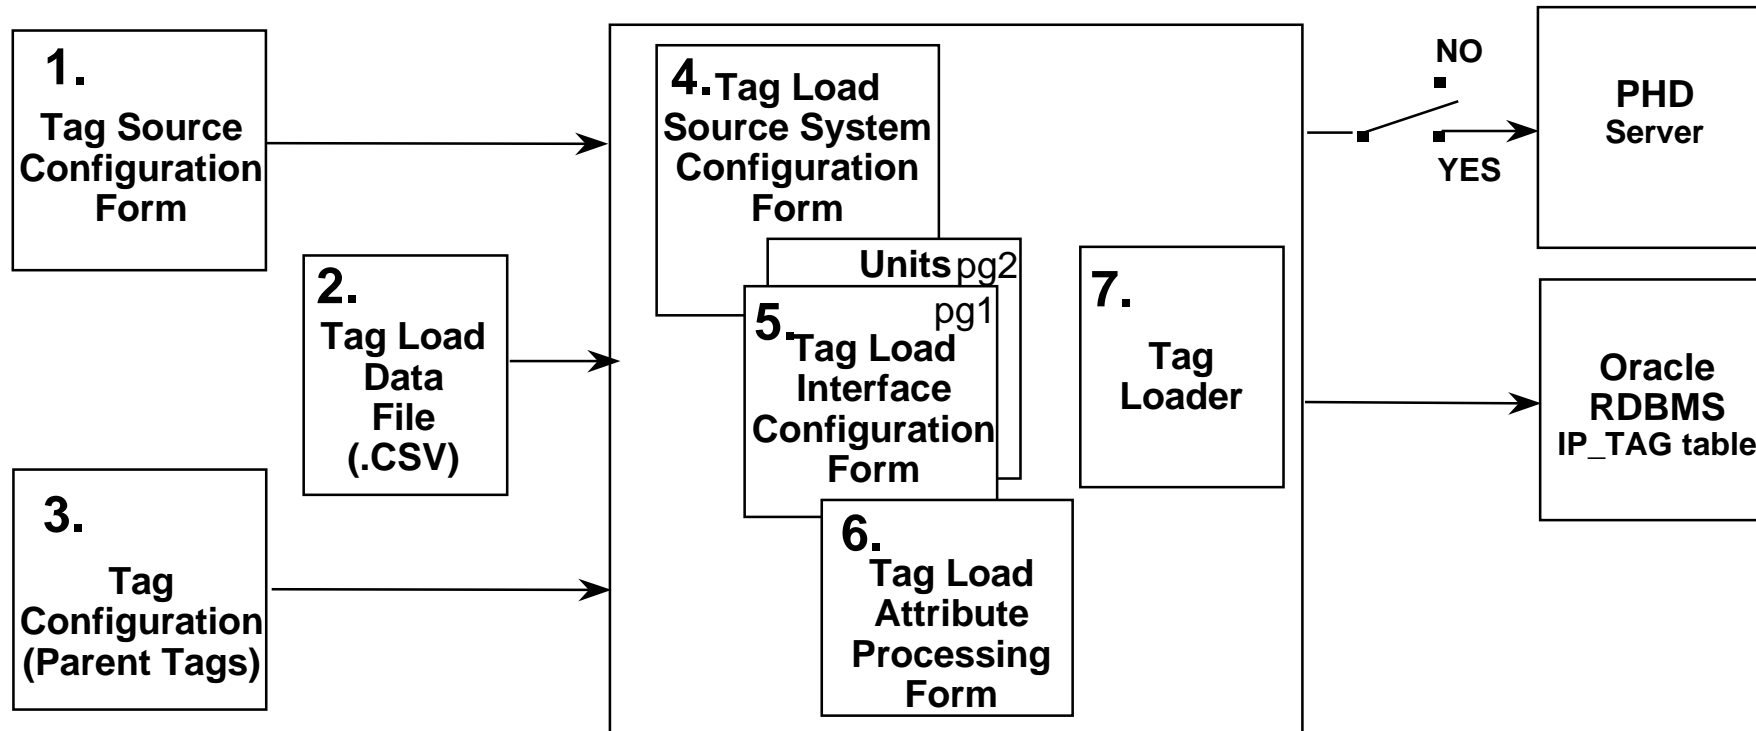 1.
Tag Source
Configuration
Form
2.
Tag Load
Data
File
(.CSV)
3.
Tag
Configuration
(Parent Tags)
4.
Tag Load
Source System
Configuration
Form
Units pg2
pg1
5.
Tag Load
Interface
Configuration
Form
6.
Tag Load
Attribute
Processing
Form
7.
Tag
Loader
NO
YES
PHD
Server
Oracle
RDBMS
IP_TAG table